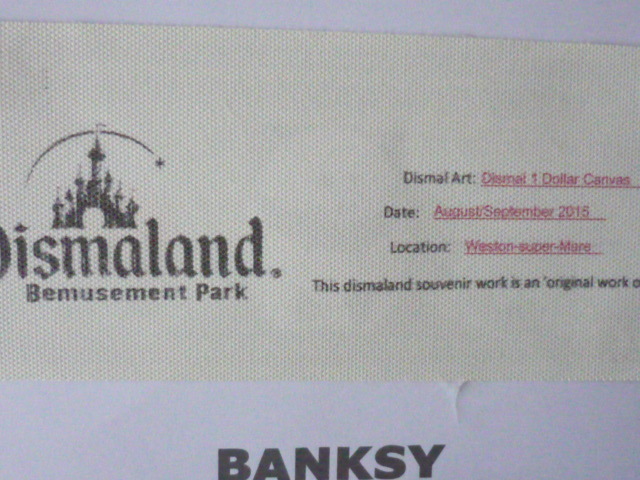 Dismaland.
Bemusement Park
Dismal Art: Dismal 1 Dollar Canvas
Date: August/September 2015
Location: Weston-super-Mare
This dismaland souvenir work is an 'original work o
BANKSY